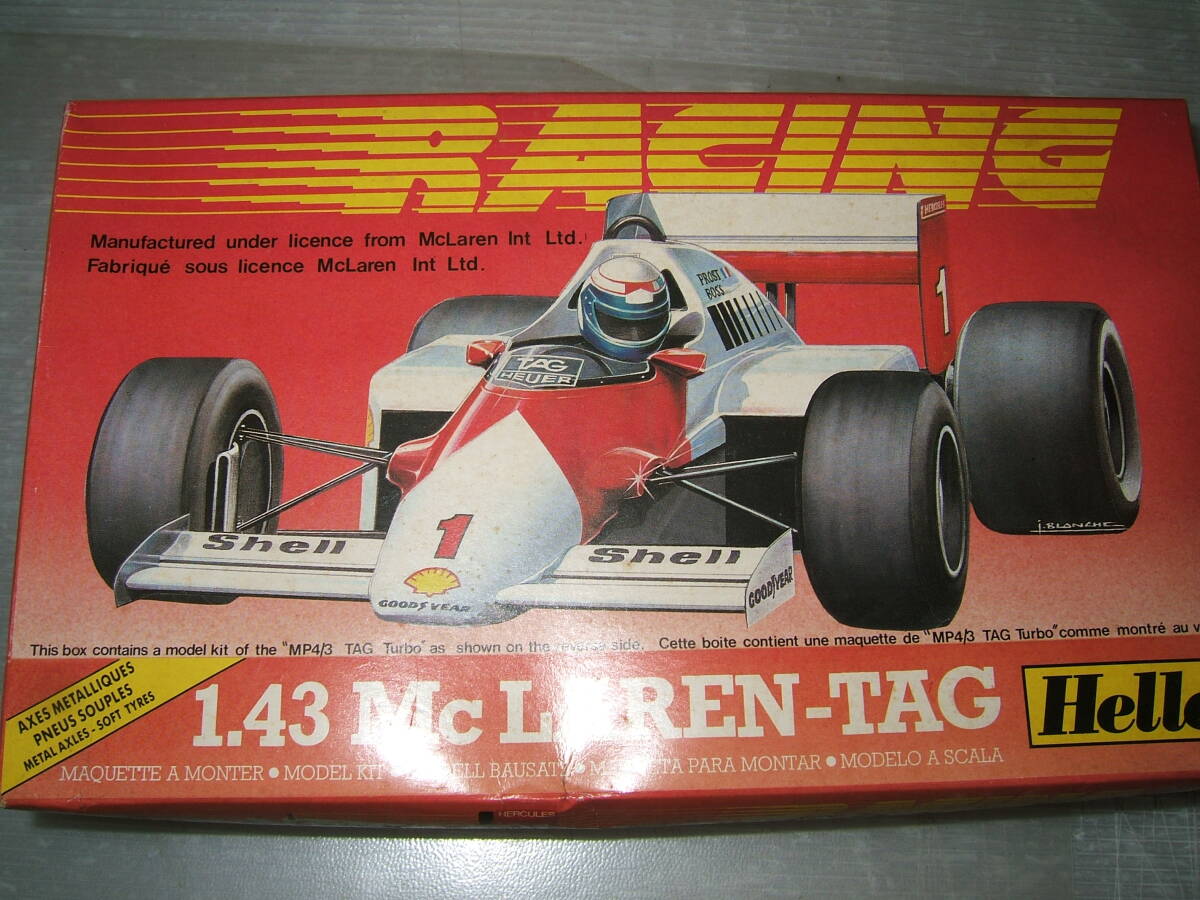 RACING
Manufactured under licence from McLaren Int Ltd.
Fabriqué sous licence McLaren Int Ltd.
HERCULES
PROST
BOSS
1
TAG
HEUER
Shell
Shell
1
GOODYEAR
GOODYEAR
J. BLANCHE
This box contains a model kit of the "MP4/3 TAG Turbo" as shown on the reverse side. Cette boite contient une maquette de "MP4/3 TAG Turbo" comme montré au v
AXES METALLIQUES
PNEUS SOUPLES
METAL AXLES - SOFT TYRES
1.43 McLAREN-TAG
Helle
MAQUETTE A MONTER • MODEL KIT • MODELL BAUSATZ • MAQUETA PARA MONTAR • MODELO A SCALA
HERCULES